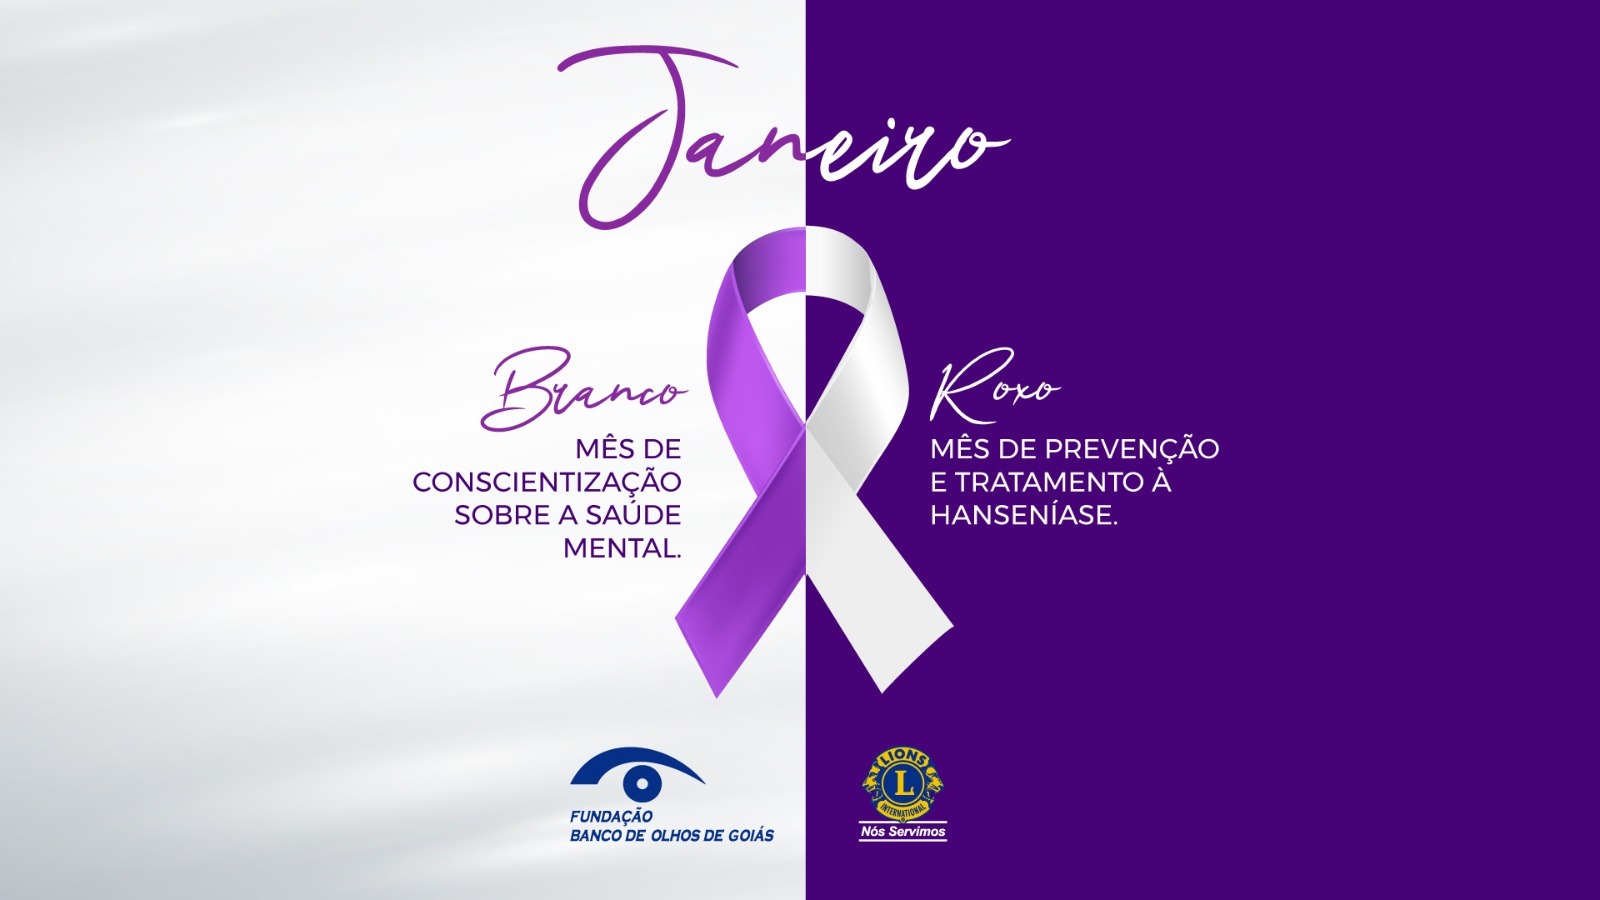 Janeiro
Branco
MÊS DE
CONSCIENTIZAÇÃO
SOBRE A SAÚDE
MENTAL.
Roxo
MÊS DE PREVENÇÃO
E TRATAMENTO À
HANSENÍASE.
FUNDAÇÃO
BANCO DE OLHOS DE GOIÁS
LIONS
L
INTERNATIONAL
Nós Servimos